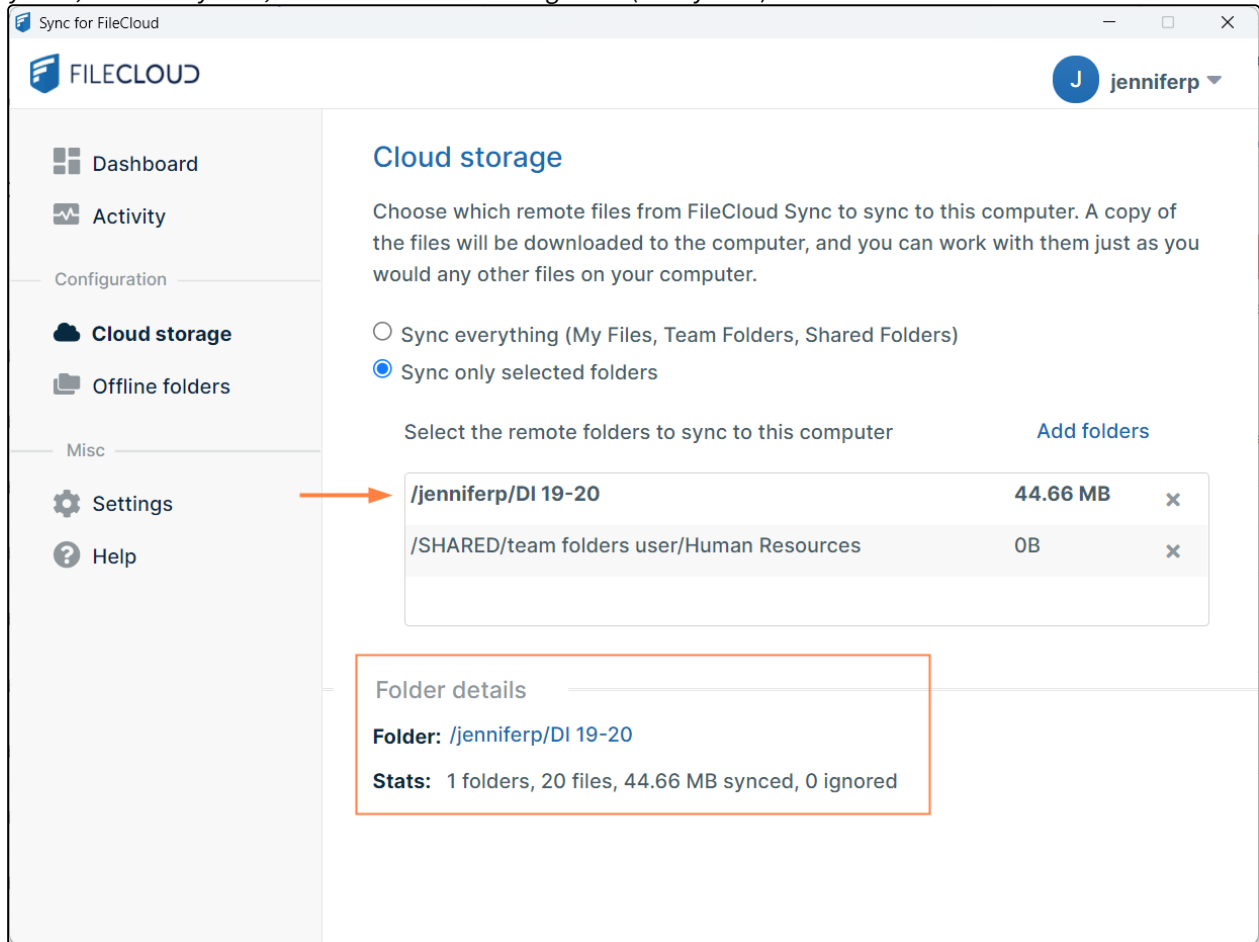 Sync for FileCloud
FILECLOUD
J jenniferp
Dashboard
Activity
Configuration
Cloud storage
Offline folders
Misc
Settings
Help
Cloud storage
Choose which remote files from FileCloud Sync to sync to this computer. A copy of
the files will be downloaded to the computer, and you can work with them just as you
would any other files on your computer.
Sync everything (My Files, Team Folders, Shared Folders)
Sync only selected folders
Select the remote folders to sync to this computer Add folders
/jenniferp/DI 19-20 44.66 MB
/SHARED/team folders user/Human Resources 0B
Folder details
Folder: /jenniferp/DI 19-20
Stats: 1 folders, 20 files, 44.66 MB synced, 0 ignored